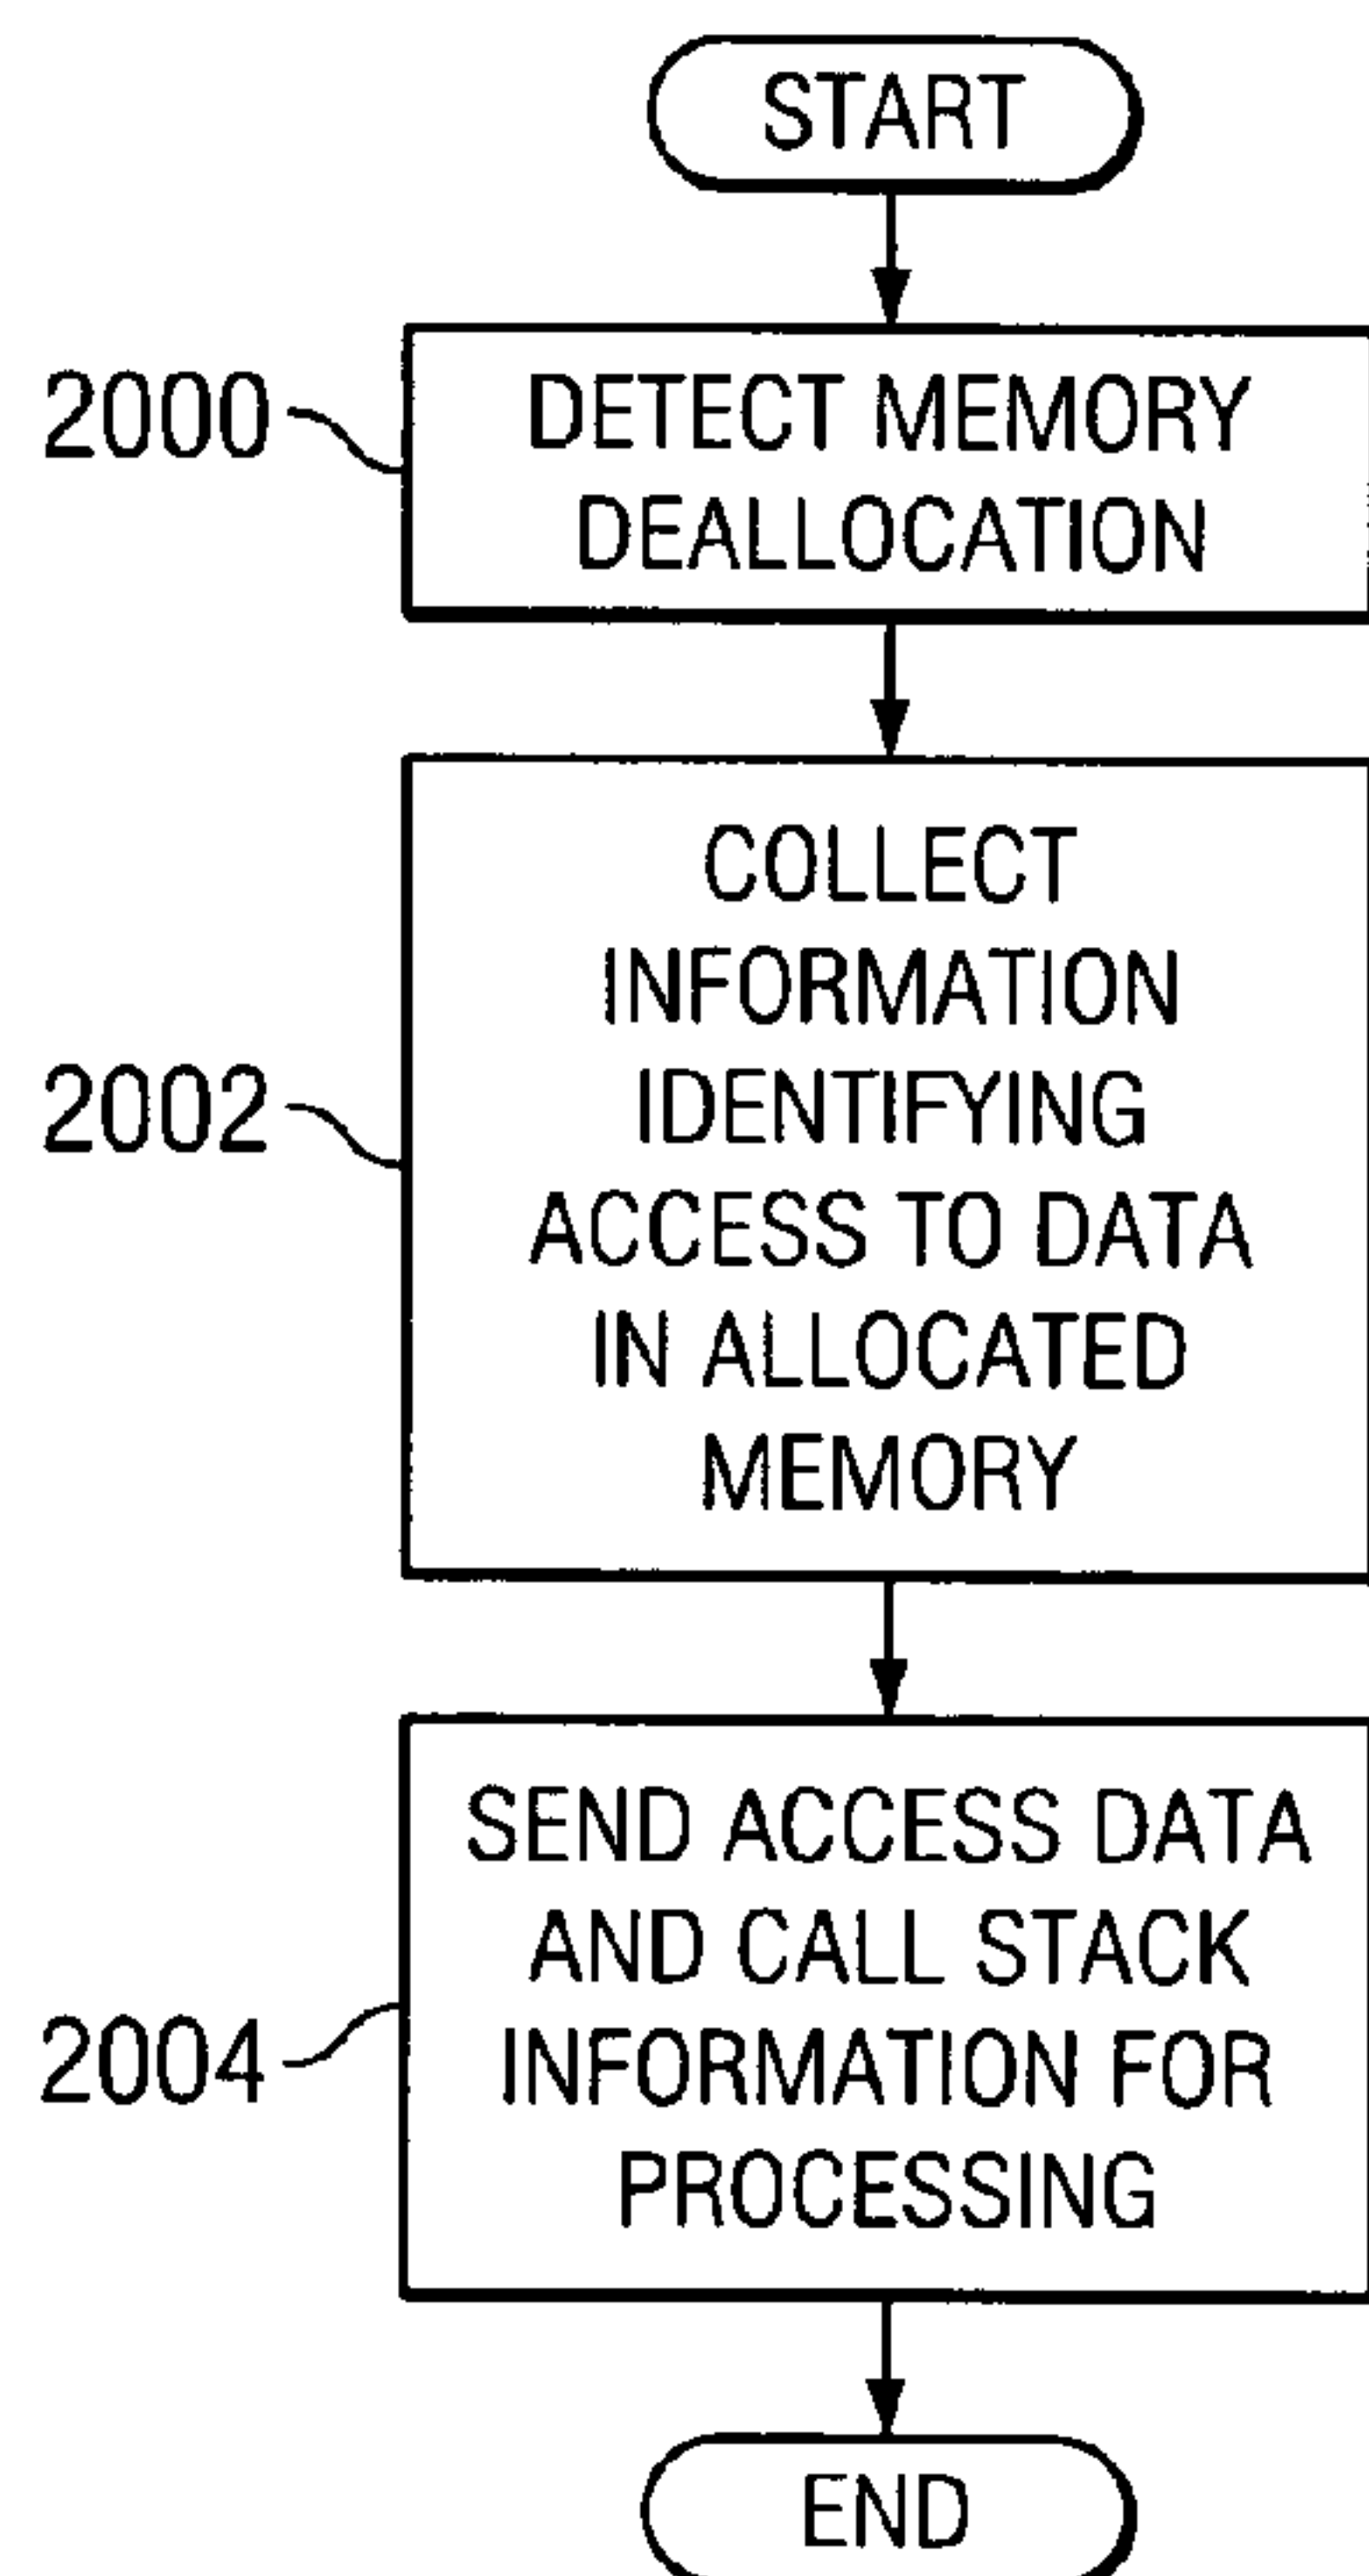 START
2000
DETECT MEMORY
DEALLOCATION
2002
COLLECT
INFORMATION
IDENTIFYING
ACCESS TO DATA
IN ALLOCATED
MEMORY
2004
SEND ACCESS DATA
AND CALL STACK
INFORMATION FOR
PROCESSING
END